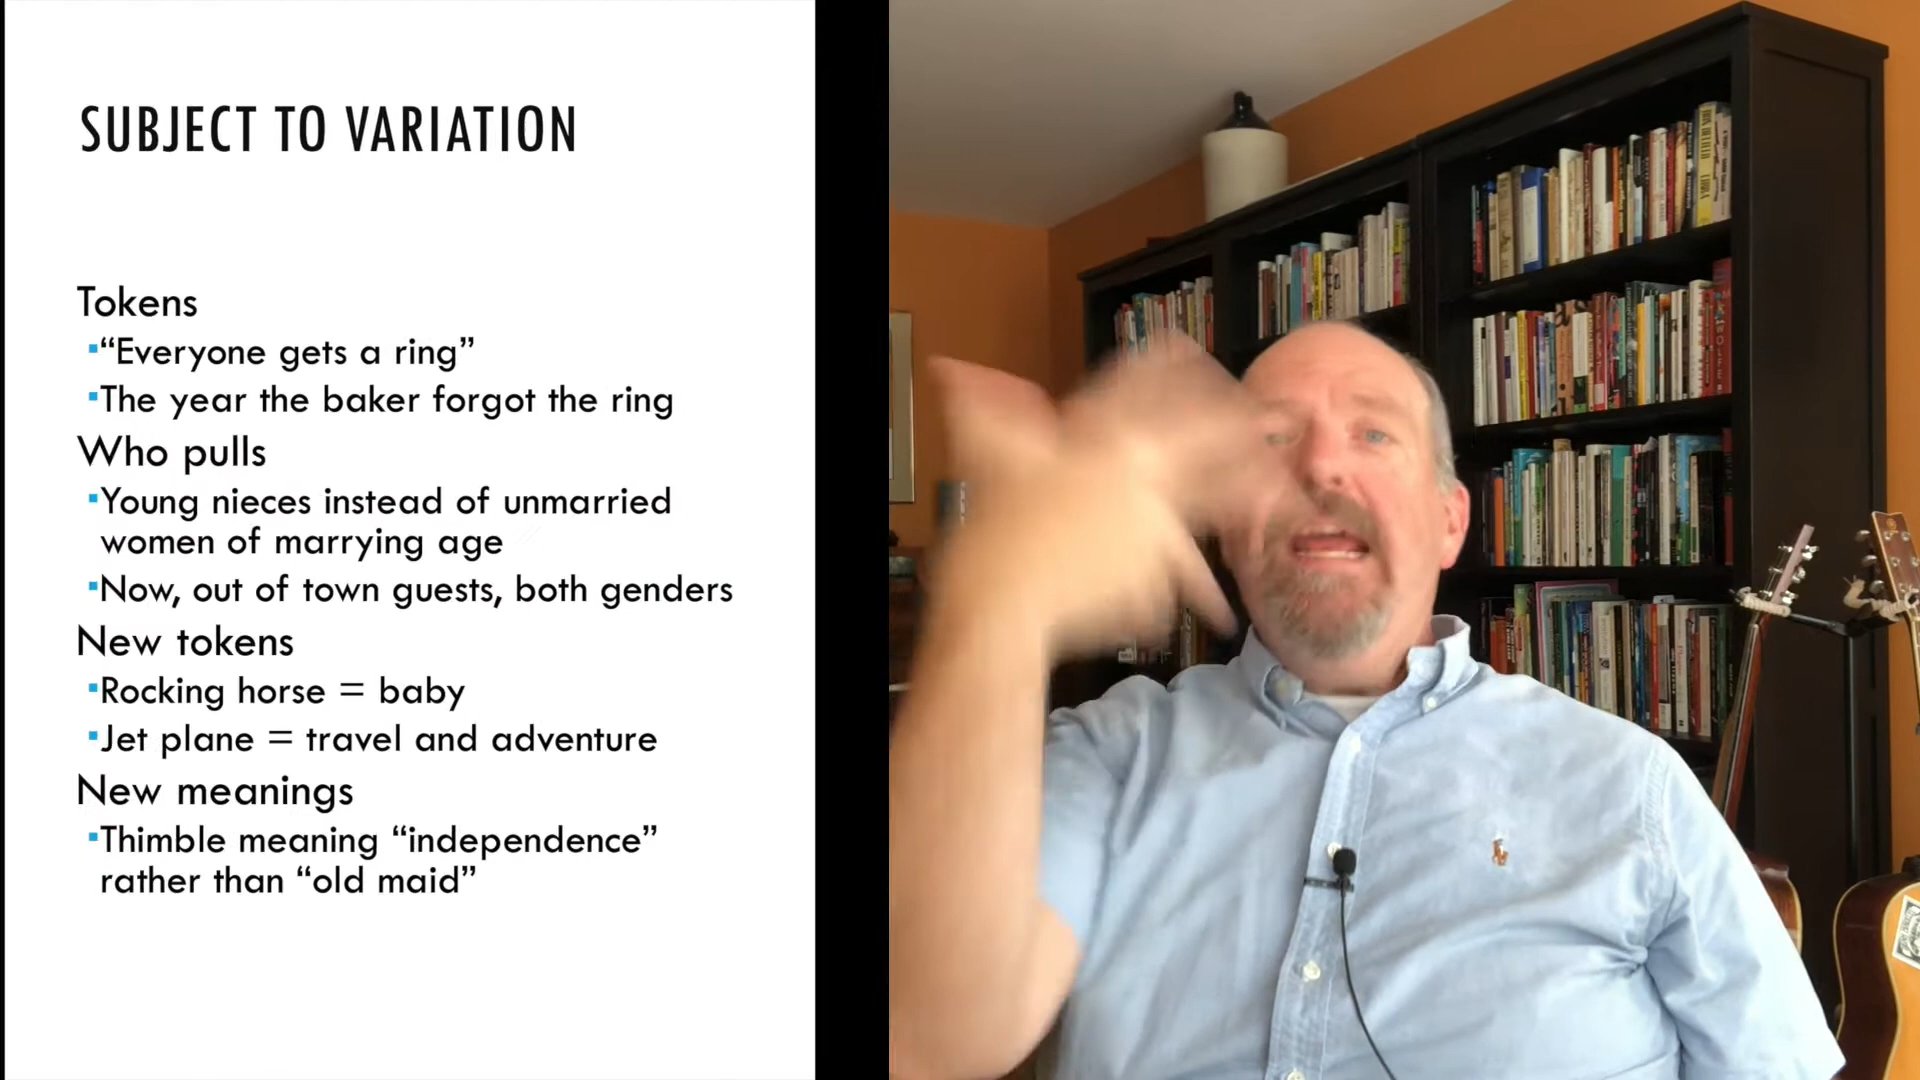 SUBJECT TO VARIATION
Tokens
▪“Everyone gets a ring”
▪The year the baker forgot the ring
Who pulls
▪Young nieces instead of unmarried
women of marrying age
▪Now, out of town guests, both genders
New tokens
▪Rocking horse = baby
▪Jet plane = travel and adventure
New meanings
▪Thimble meaning “independence”
rather than “old maid”